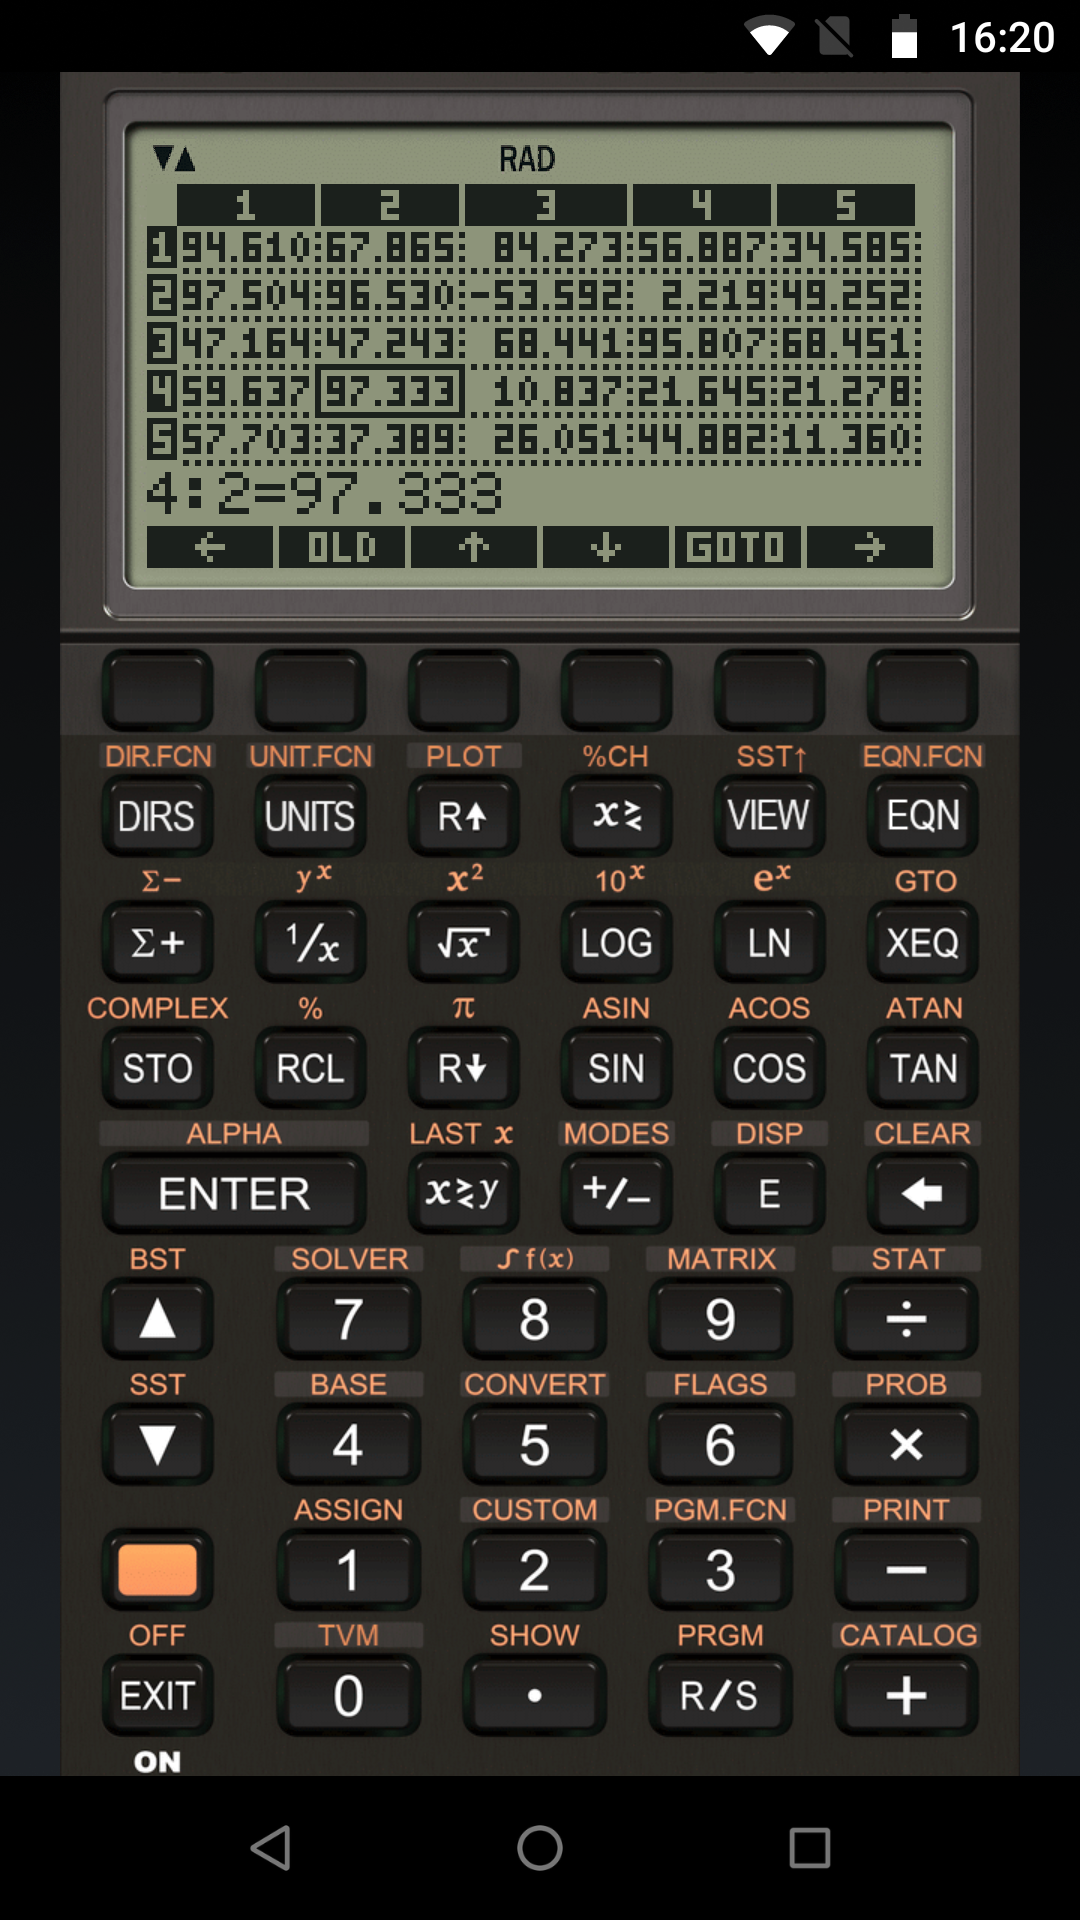 16:20
▼▲ RAD
1 2 3 4 5
1 94.610 67.865 84.273 56.887 34.585
2 97.504 96.530 -53.592 2.219 49.252
3 47.164 47.243 68.441 95.807 68.451
4 59.637 97.333 10.837 21.645 21.278
5 57.703 37.389 26.051 44.882 11.360
4:2=97.333
← OLD ↑ ↓ GOTO →
DIR.FCN UNIT.FCN PLOT %CH SST↑ EQN.FCN
DIRS UNITS R↑ x≷ VIEW EQN
Σ− y^x x² 10^x e^x GTO
Σ+ 1/x √x LOG LN XEQ
COMPLEX % π ASIN ACOS ATAN
STO RCL R↓ SIN COS TAN
ALPHA LAST x MODES DISP CLEAR
ENTER x≷y +/− E ←
BST SOLVER ∫f(x) MATRIX STAT
▲ 7 8 9 ÷
SST BASE CONVERT FLAGS PROB
▼ 4 5 6 ×
ASSIGN CUSTOM PGM.FCN PRINT
1 2 3 −
OFF TVM SHOW PRGM CATALOG
EXIT 0 . R/S +
ON